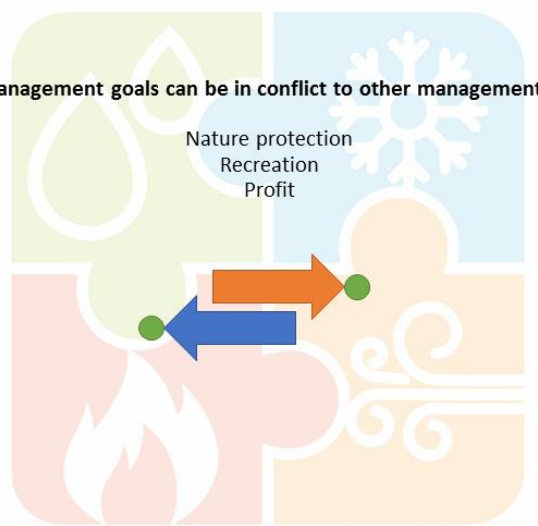 anagement goals can be in conflict to other management
Nature protection
Recreation
Profit